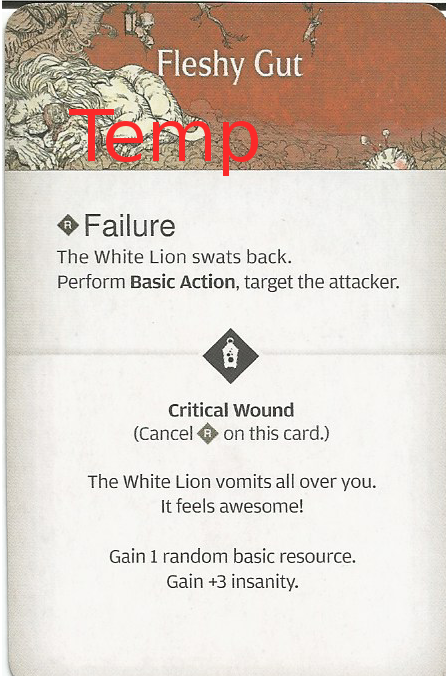 Fleshy Gut
Temp
R Failure
The White Lion swats back.
Perform Basic Action, target the attacker.
Critical Wound
(Cancel R on this card.)
The White Lion vomits all over you.
It feels awesome!
Gain 1 random basic resource.
Gain +3 insanity.